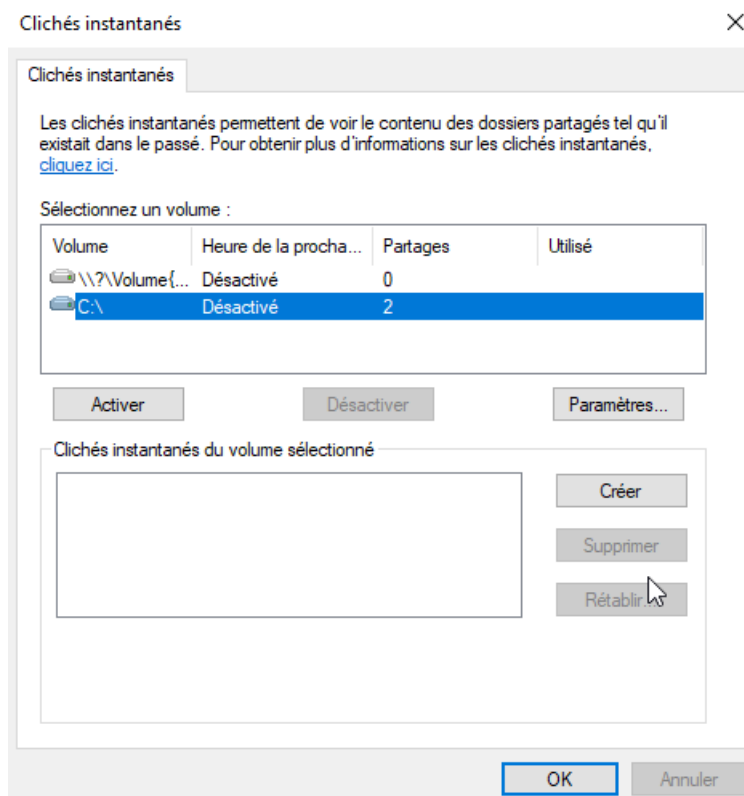 Clichés instantanés
Clichés instantanés
Les clichés instantanés permettent de voir le contenu des dossiers partagés tel qu'il
existait dans le passé. Pour obtenir plus d'informations sur les clichés instantanés,
cliquez ici.
Sélectionnez un volume :
Volume Heure de la procha... Partages Utilisé
\\?\Volume{... Désactivé 0
C:\ Désactivé 2
Activer Désactiver Paramètres...
Clichés instantanés du volume sélectionné
Créer
Supprimer
Rétablir...
OK Annuler